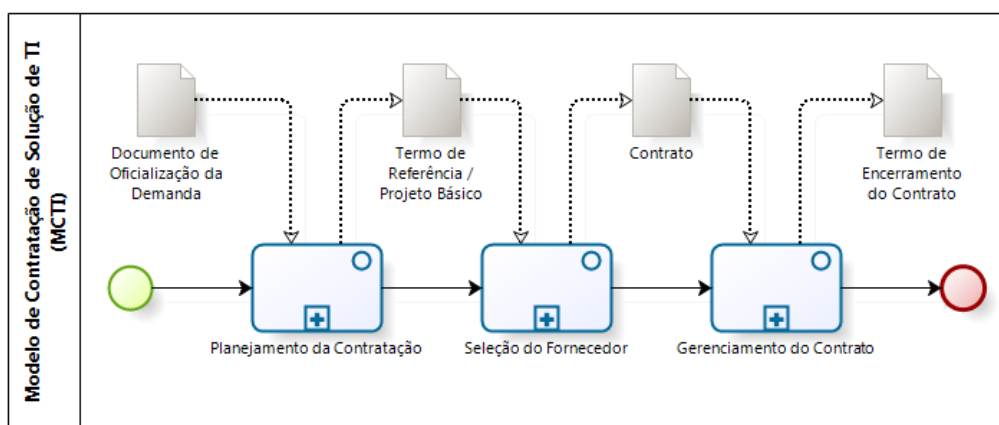 Modelo de Contratação de Solução de TI
(MCTI)
Documento de
Oficialização da
Demanda
Termo de
Referência /
Projeto Básico
Contrato
Termo de
Encerramento
do Contrato
Planejamento da Contratação
Seleção do Fornecedor
Gerenciamento do Contrato